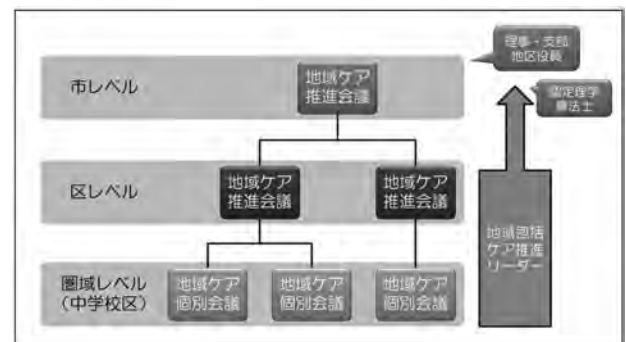 理事・支部
地区役員
市レベル
地域ケア
推進会議
認定理学
療法士
区レベル
地域ケア
推進会議
地域ケア
推進会議
地域包括
ケア推進
リーダー
圏域レベル
(中学校区)
地域ケア
個別会議
地域ケア
個別会議
地域ケア
個別会議